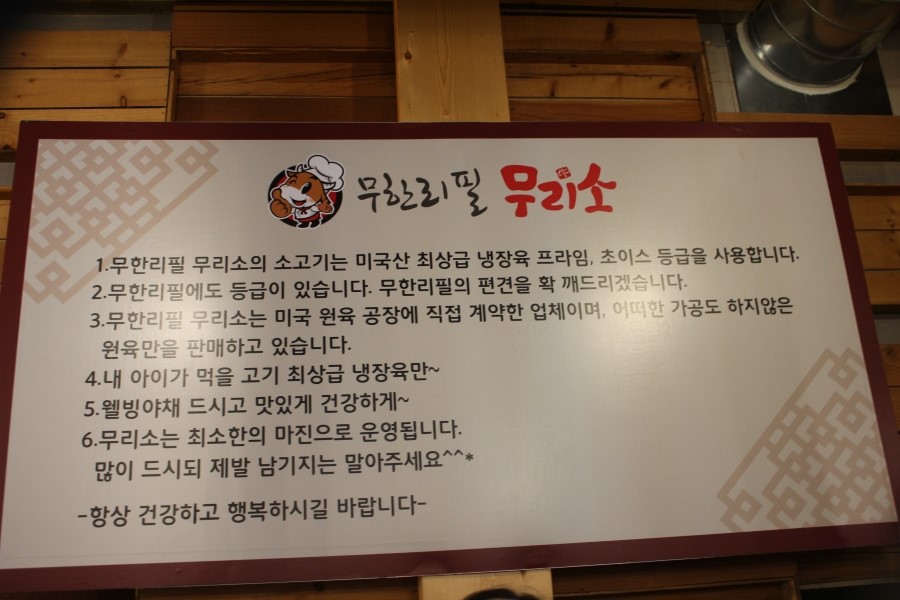 무한리필 무리소
1.무한리필 무리소의 소고기는 미국산 최상급 냉장육 프라임, 초이스 등급을 사용합니다.
2.무한리필에도 등급이 있습니다. 무한리필의 편견을 확 깨드리겠습니다.
3.무한리필 무리소는 미국 원육 공장에 직접 계약한 업체이며, 어떠한 가공도 하지않은
원육만을 판매하고 있습니다.
4.내 아이가 먹을 고기 최상급 냉장육만~
5.웰빙야채 드시고 맛있게 건강하게~
6.무리소는 최소한의 마진으로 운영됩니다.
많이 드시되 제발 남기지는 말아주세요^^*
-항상 건강하고 행복하시길 바랍니다-